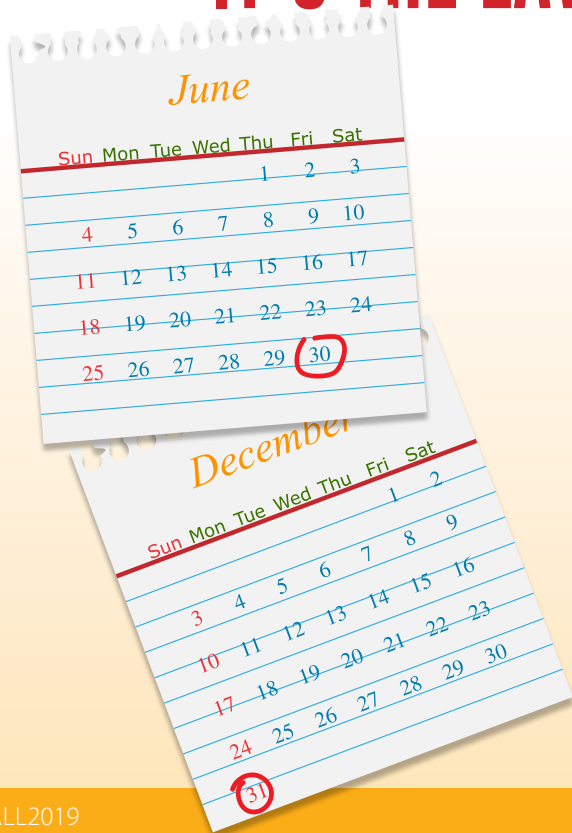 June
Sun Mon Tue Wed Thu Fri Sat
1 2 3
4 5 6 7 8 9 10
11 12 13 14 15 16 17
18 19 20 21 22 23 24
25 26 27 28 29 30
December
Sun Mon Tue Wed Thu Fri Sat
1 2
3 4 5 6 7 8 9
10 11 12 13 14 15 16
17 18 19 20 21 22 23
24 25 26 27 28 29 30
31
LL2019